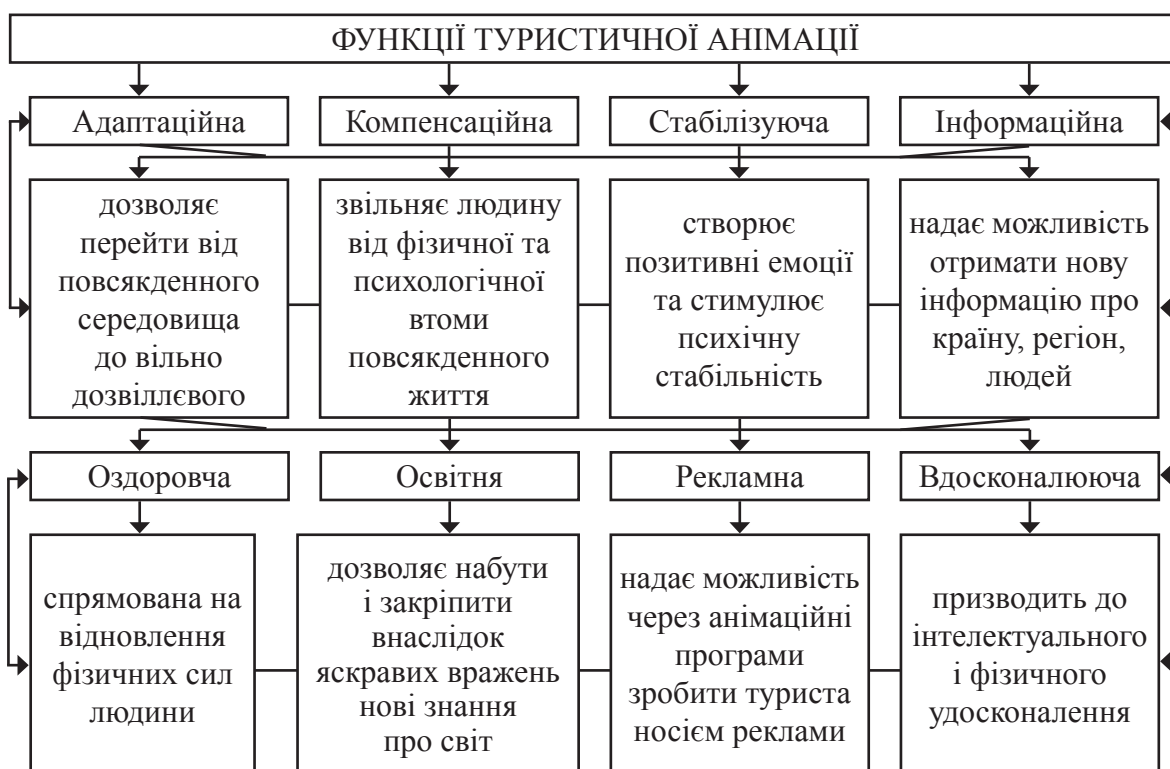 ФУНКЦІЇ ТУРИСТИЧНОЇ АНІМАЦІЇ
Адаптаційна
Компенсаційна
Стабілізуюча
Інформаційна
дозволяє
перейти від
повсякденного
середовища
до вільно
дозвіллєвого
звільняє людину
від фізичної та
психологічної
втоми
повсякденного
життя
створює
позитивні емоції
та стимулює
психічну
стабільність
надає можливість
отримати нову
інформацію про
країну, регіон,
людей
Оздоровча
Освітня
Рекламна
Вдосконалююча
спрямована на
відновлення
фізичних сил
людини
дозволяє набути
і закріпити
внаслідок
яскравих вражень
нові знання
про світ
надає можливість
через анімаційні
програми
зробити туриста
носієм реклами
призводить до
інтелектуального
і фізичного
удосконалення